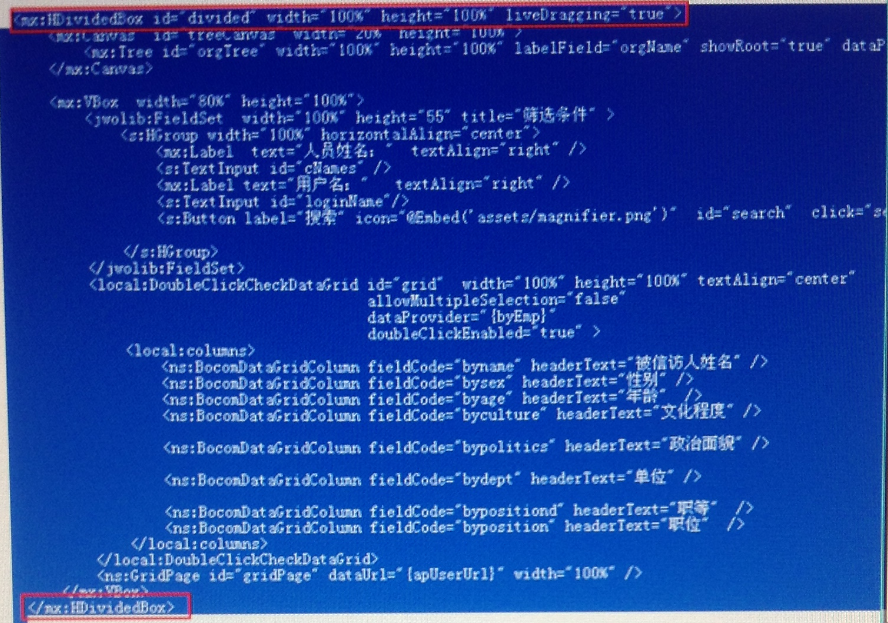 <mx:HDividedBox id="divided" width="100%" height="100%" liveDragging="true">
<mx:Canvas id="treeCanvas" width="20%" height="100%">
<mx:Tree id="orgTree" width="100%" height="100%" labelField="orgName" showRoot="true" dataP
</mx:Canvas>
<mx:VBox width="80%" height="100%">
<jwolib:FieldSet width="100%" height="55" title="筛选条件" >
<s:HGroup width="100%" horizontalAlign="center">
<mx:Label text="人员姓名：" textAlign="right" />
<s:TextInput id="cNames" />
<mx:Label text="用户名：" textAlign="right" />
<s:TextInput id="loginName"/>
<s:Button label="搜索" icon="@Embed('assets/magnifier.png')" id="search" click="se
</s:HGroup>
</jwolib:FieldSet>
<local:DoubleClickCheckDataGrid id="grid" width="100%" height="100%" textAlign="center"
allowMultipleSelection="false"
dataProvider="{byEmp}"
doubleClickEnabled="true" >
<local:columns>
<ns:BocomDataGridColumn fieldCode="byname" headerText="被信访人姓名" />
<ns:BocomDataGridColumn fieldCode="bysex" headerText="性别" />
<ns:BocomDataGridColumn fieldCode="byage" headerText="年龄" />
<ns:BocomDataGridColumn fieldCode="byculture" headerText="文化程度" />
<ns:BocomDataGridColumn fieldCode="bypolitics" headerText="政治面貌" />
<ns:BocomDataGridColumn fieldCode="bydept" headerText="单位" />
<ns:BocomDataGridColumn fieldCode="bypositiond" headerText="职等" />
<ns:BocomDataGridColumn fieldCode="byposition" headerText="职位" />
</local:columns>
</local:DoubleClickCheckDataGrid>
<ns:GridPage id="gridPage" dataUrl="{apUserUrl}" width="100%" />
</mx:VBox>
</mx:HDividedBox>